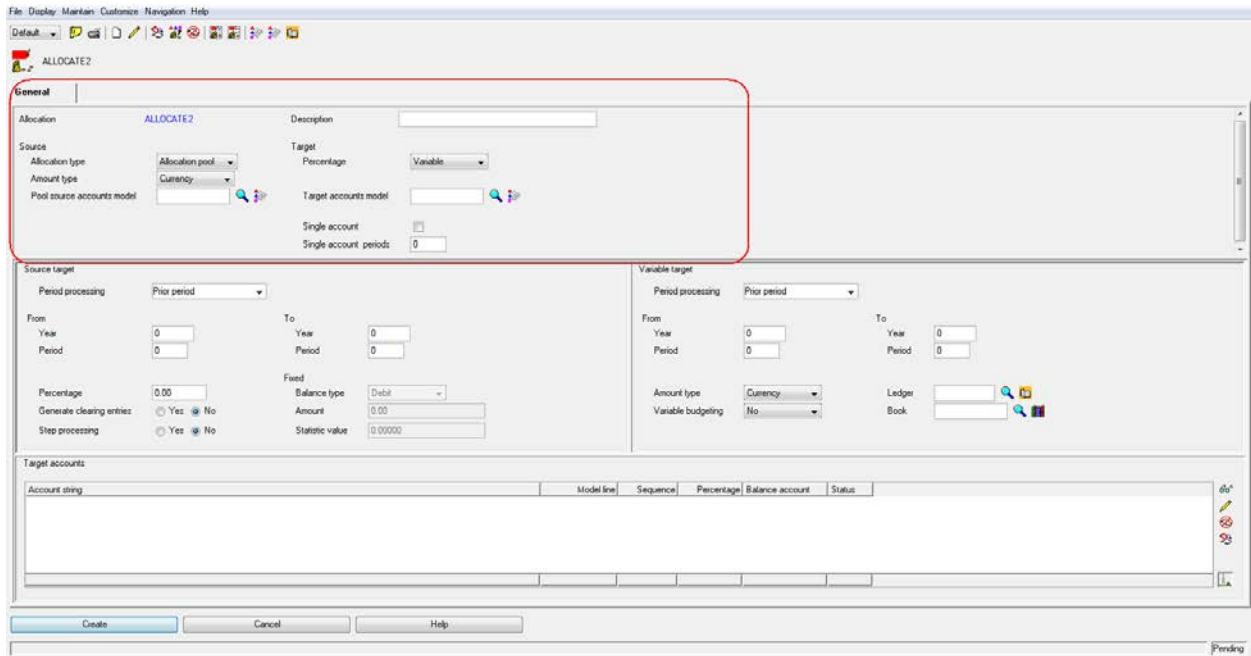 File Display Maintain Customize Navigation Help
Default
ALLOCATE2
General
Allocation ALLOCATE2 Description
Source Target
Allocation type Allocation pool Percentage Variable
Amount type Currency
Pool source accounts model Target accounts model
Single account
Single account periods 0
Source target Variable target
Period processing Prior period Period processing Prior period
From To From To
Year 0 Year 0 Year 0 Year 0
Period 0 Period 0 Period 0 Period 0
Fixed
Percentage 0.00 Balance type Debit Amount type Currency Ledger
Generate clearing entries Yes No Amount 0.00 Variable budgeting No Book
Step processing Yes No Statistic value 0.00000
Target accounts
Account string Model line Sequence Percentage Balance account Status
Create Cancel Help
Pending